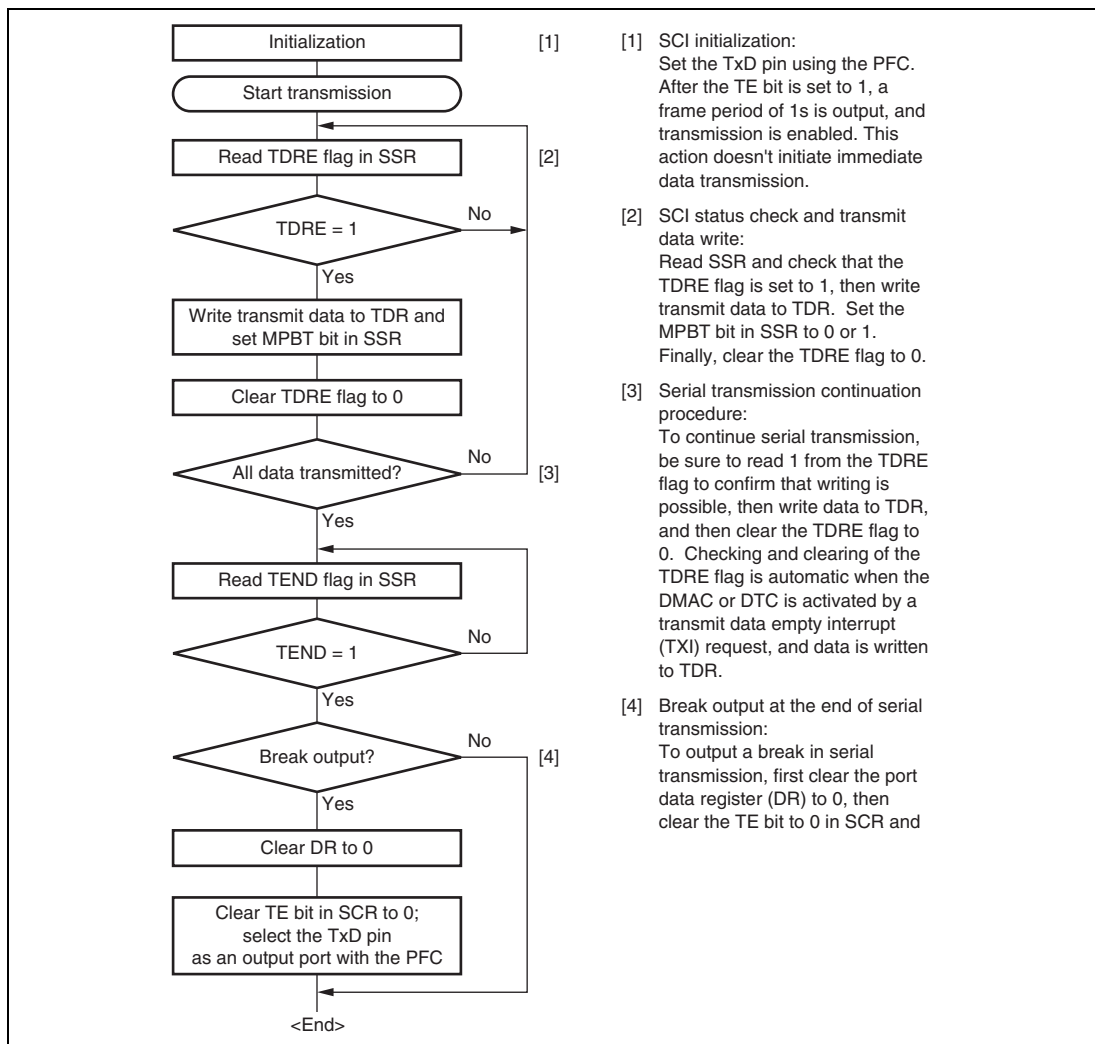 Initialization
[1]
Start transmission
Read TDRE flag in SSR
[2]
TDRE = 1
No
Yes
Write transmit data to TDR and
set MPBT bit in SSR
Clear TDRE flag to 0
All data transmitted?
No
[3]
Yes
Read TEND flag in SSR
TEND = 1
No
Yes
Break output?
No
[4]
Yes
Clear DR to 0
Clear TE bit in SCR to 0;
select the TxD pin
as an output port with the PFC
<End>
[1] SCI initialization:
Set the TxD pin using the PFC.
After the TE bit is set to 1, a
frame period of 1s is output, and
transmission is enabled. This
action doesn't initiate immediate
data transmission.
[2] SCI status check and transmit
data write:
Read SSR and check that the
TDRE flag is set to 1, then write
transmit data to TDR. Set the
MPBT bit in SSR to 0 or 1.
Finally, clear the TDRE flag to 0.
[3] Serial transmission continuation
procedure:
To continue serial transmission,
be sure to read 1 from the TDRE
flag to confirm that writing is
possible, then write data to TDR,
and then clear the TDRE flag to
0. Checking and clearing of the
TDRE flag is automatic when the
DMAC or DTC is activated by a
transmit data empty interrupt
(TXI) request, and data is written
to TDR.
[4] Break output at the end of serial
transmission:
To output a break in serial
transmission, first clear the port
data register (DR) to 0, then
clear the TE bit to 0 in SCR and